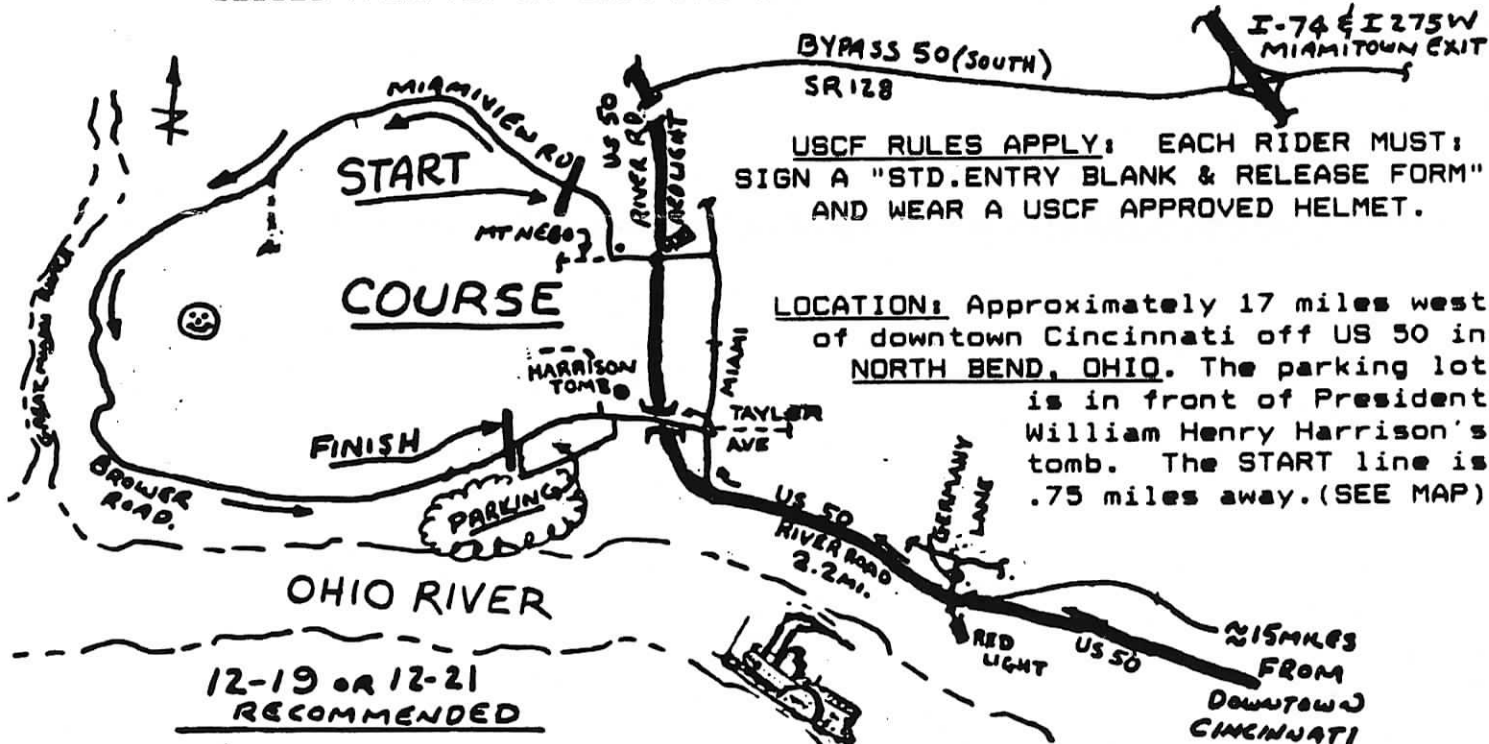 I-74 & I 275W
MIAMITOWN EXIT
BYPASS 50 (SOUTH)
SR 128
MIAMIVIEW RD
US 50
RIVER RD.
USCF RULES APPLY: EACH RIDER MUST:
SIGN A "STD.ENTRY BLANK & RELEASE FORM"
AND WEAR A USCF APPROVED HELMET.
START
MT NEBO
COURSE
LOCATION: Approximately 17 miles west
of downtown Cincinnati off US 50 in
NORTH BEND, OHIO. The parking lot
is in front of President
William Henry Harrison's
tomb. The START line is
.75 miles away.(SEE MAP)
HARRISON
TOMB
MIAMI
TAYLOR
AVE
FINISH
BROWER
ROAD.
PARKING
GERMANY
LANE
US 50
RIVER ROAD
2.2 MI.
OHIO RIVER
RED
LIGHT
US 50
≈15 MILES
FROM
DOWNTOWN
CINCINNATI
12-19 OR 12-21
RECOMMENDED